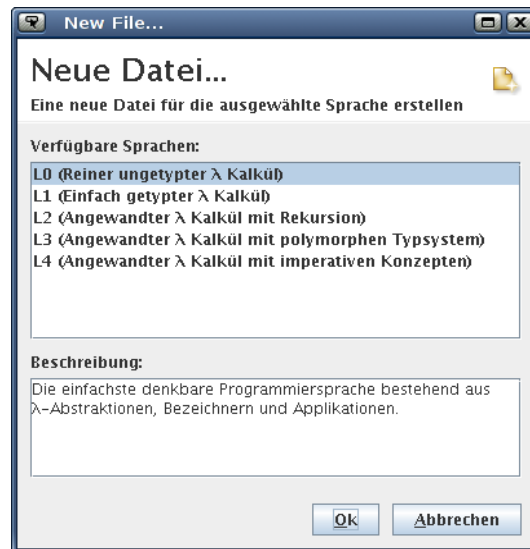 New File...
Neue Datei...
Eine neue Datei für die ausgewählte Sprache erstellen
Verfügbare Sprachen:
L0 (Reiner ungetypter λ Kalkül)
L1 (Einfach getypter λ Kalkül)
L2 (Angewandter λ Kalkül mit Rekursion)
L3 (Angewandter λ Kalkül mit polymorphen Typsystem)
L4 (Angewandter λ Kalkül mit imperativen Konzepten)
Beschreibung:
Die einfachste denkbare Programmiersprache bestehend aus
λ-Abstraktionen, Bezeichnern und Applikationen.
Ok Abbrechen